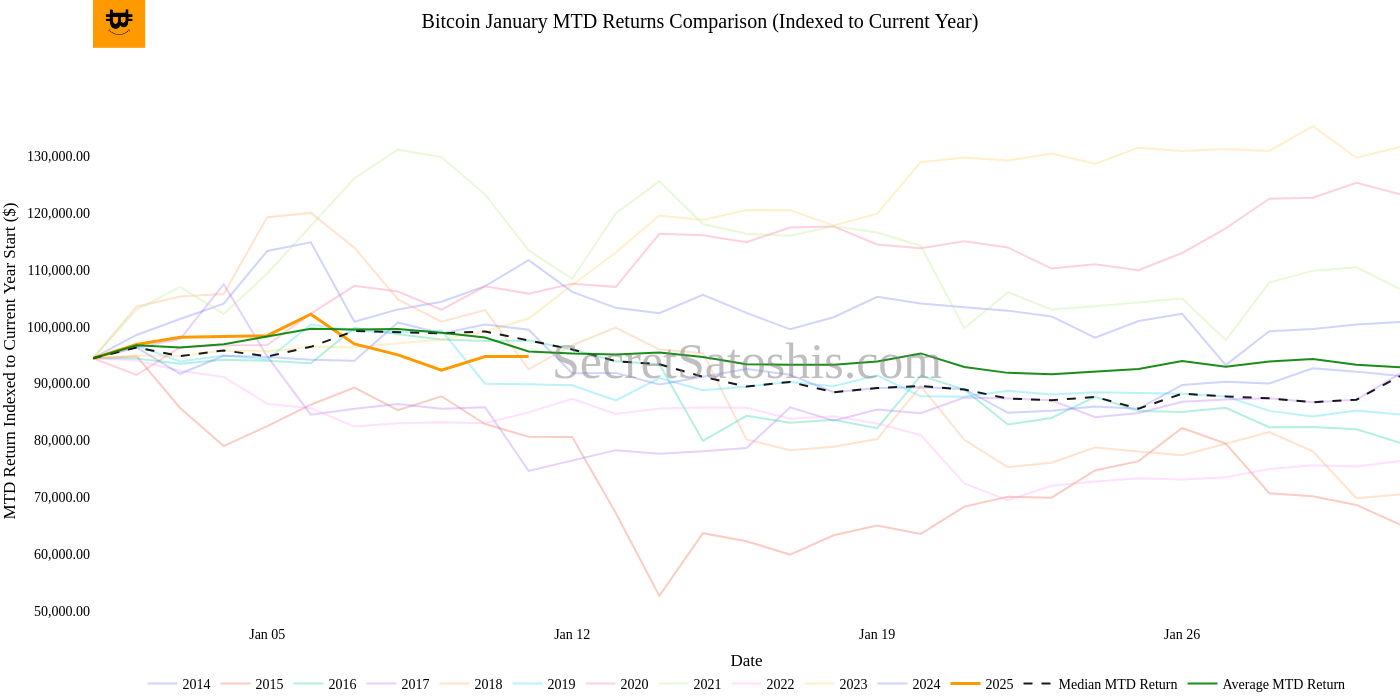 Bitcoin January MTD Returns Comparison (Indexed to Current Year)
MTD Return Indexed to Current Year Start ($)
130,000.00
120,000.00
110,000.00
100,000.00
90,000.00
80,000.00
70,000.00
60,000.00
50,000.00
SecretSatoshis.com
Jan 05 Jan 12 Jan 19 Jan 26
Date
2014 2015 2016 2017 2018 2019 2020 2021 2022 2023 2024 2025 Median MTD Return Average MTD Return